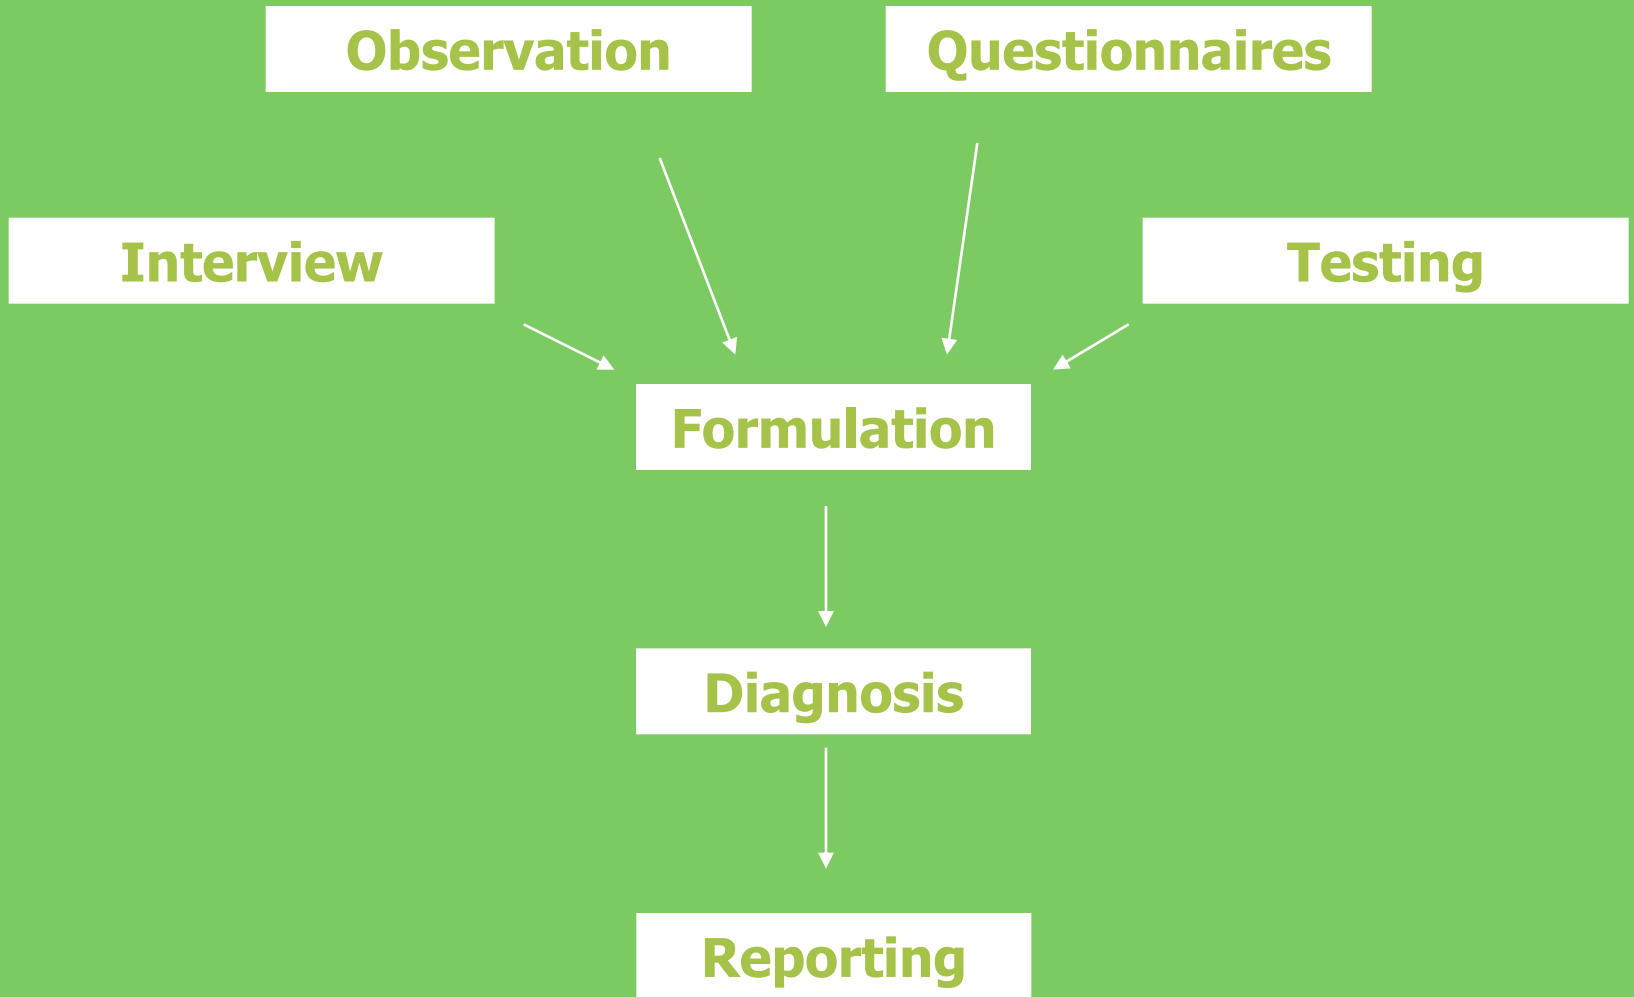 Observation
Questionnaires
Interview
Testing
Formulation
Diagnosis
Reporting